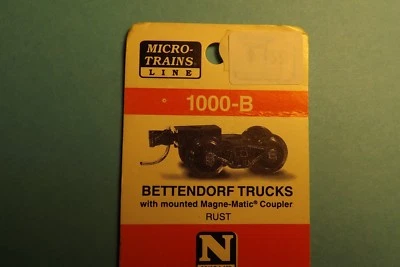 MICRO-
TRAINS
LINE
1000-B
BETTENDORF TRUCKS
with mounted Magne-Matic® Coupler
RUST
N